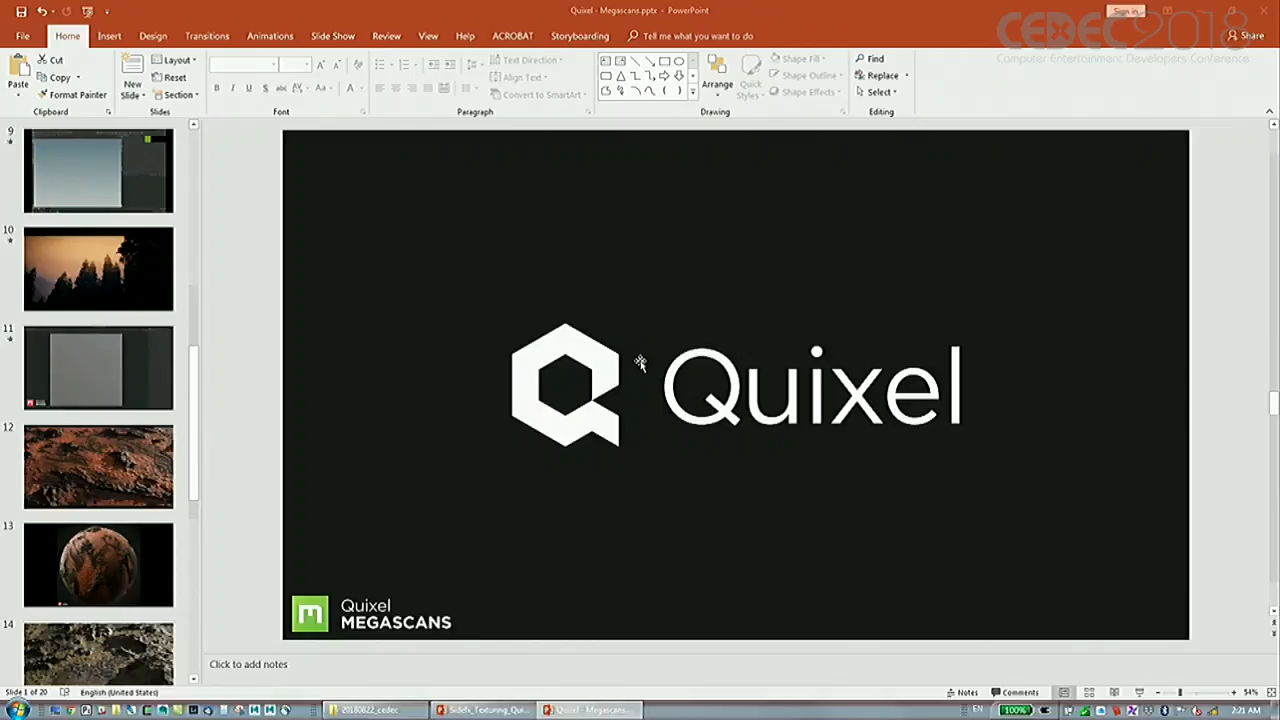 Quixel - Megascans.pptx - PowerPoint
Sign in
CEDEC2018
Computer Entertainment Developers Conference
File Home Insert Design Transitions Animations Slide Show Review View Help ACROBAT Storyboarding Tell me what you want to do Share
Paste
Cut
Copy
Format Painter
Clipboard
New
Slide
Layout
Reset
Section
Slides
B I U S abc AV Aa A
Font
Text Direction
Align Text
Convert to SmartArt
Paragraph
Arrange
Quick
Styles
Shape Fill
Shape Outline
Shape Effects
Drawing
Find
Replace
Select
Editing
9
10
11
12
13
14
Quixel
m
Quixel
MEGASCANS
Click to add notes
Slide 1 of 20 English (United States) Notes Comments 54%
20180822_cedec Sidefx_Texturing_Qui... Quixel - Megascans.... EN 100% 2:21 AM